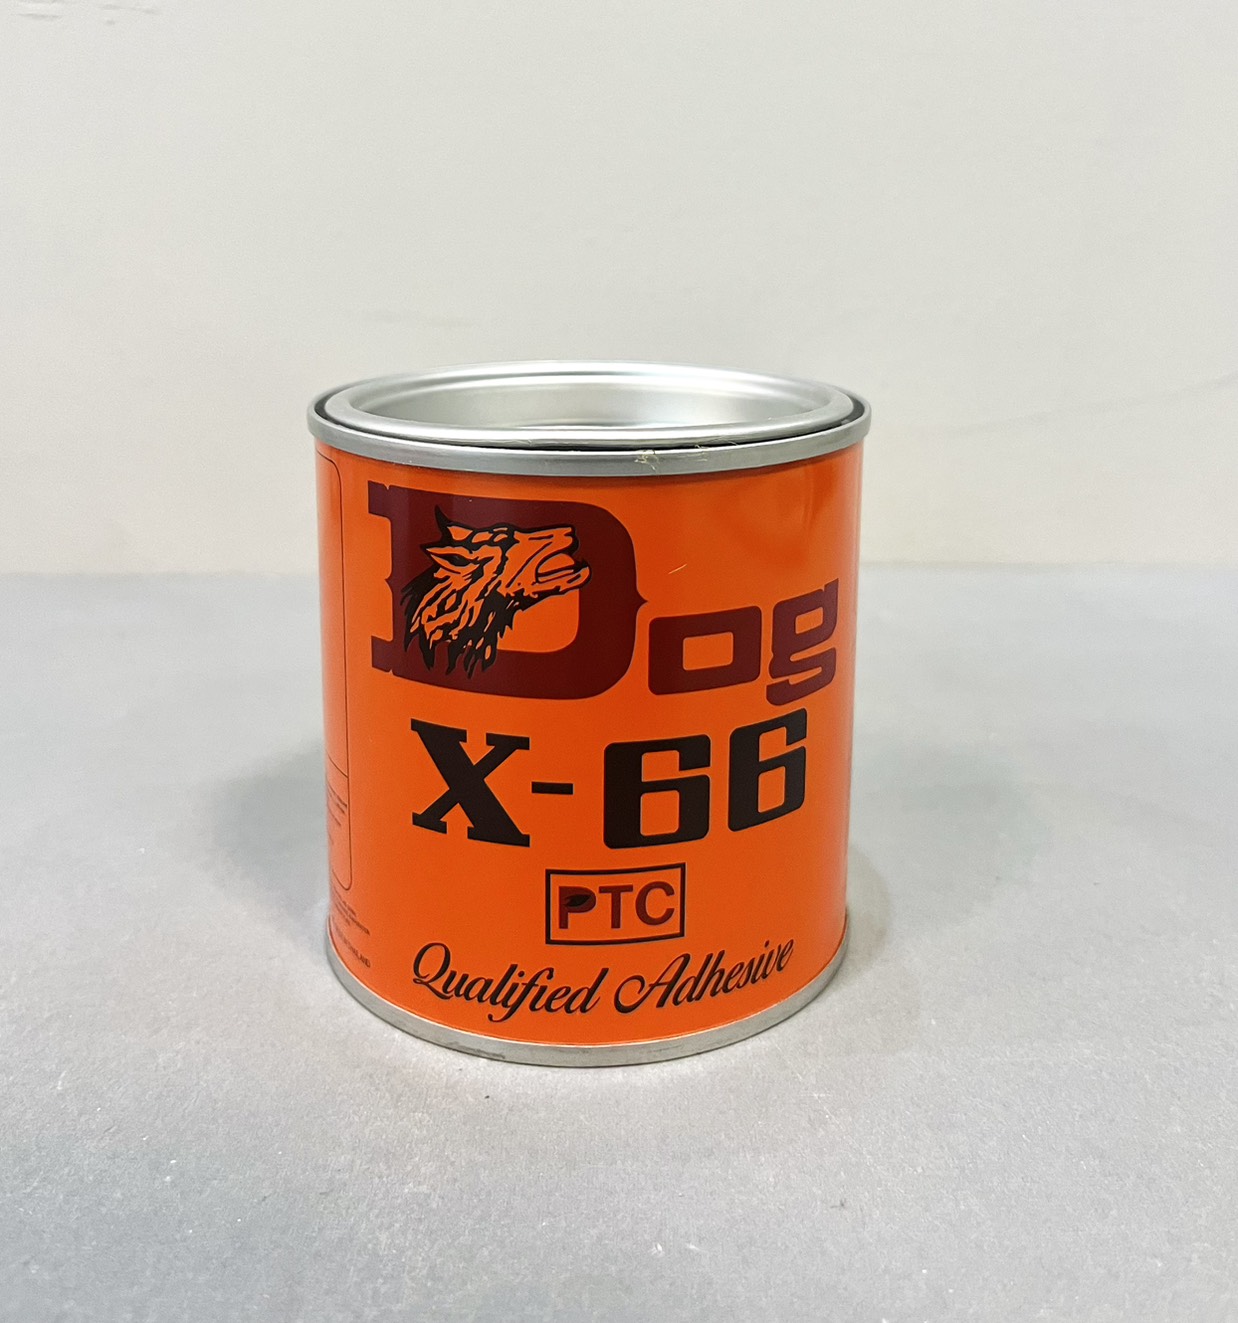 Dog
X-66
PTC
Qualified Adhesive